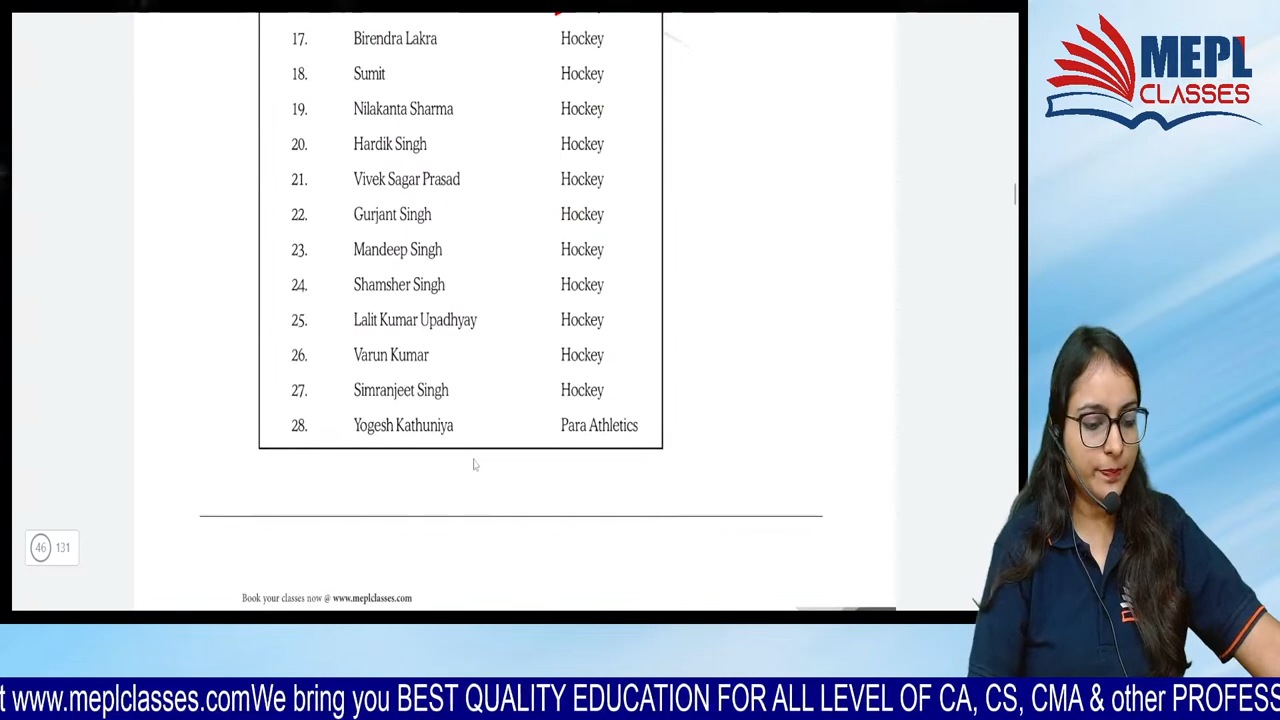 17. Birendra Lakra Hockey
18. Sumit Hockey
19. Nilakanta Sharma Hockey
20. Hardik Singh Hockey
21. Vivek Sagar Prasad Hockey
22. Gurjant Singh Hockey
23. Mandeep Singh Hockey
24. Shamsher Singh Hockey
25. Lalit Kumar Upadhyay Hockey
26. Varun Kumar Hockey
27. Simranjeet Singh Hockey
28. Yogesh Kathuniya Para Athletics
46 131
Book your classes now @ www.meplclasses.com
MEPL
CLASSES
t www.meplclasses.comWe bring you BEST QUALITY EDUCATION FOR ALL LEVEL OF CA, CS, CMA & other PROFESS